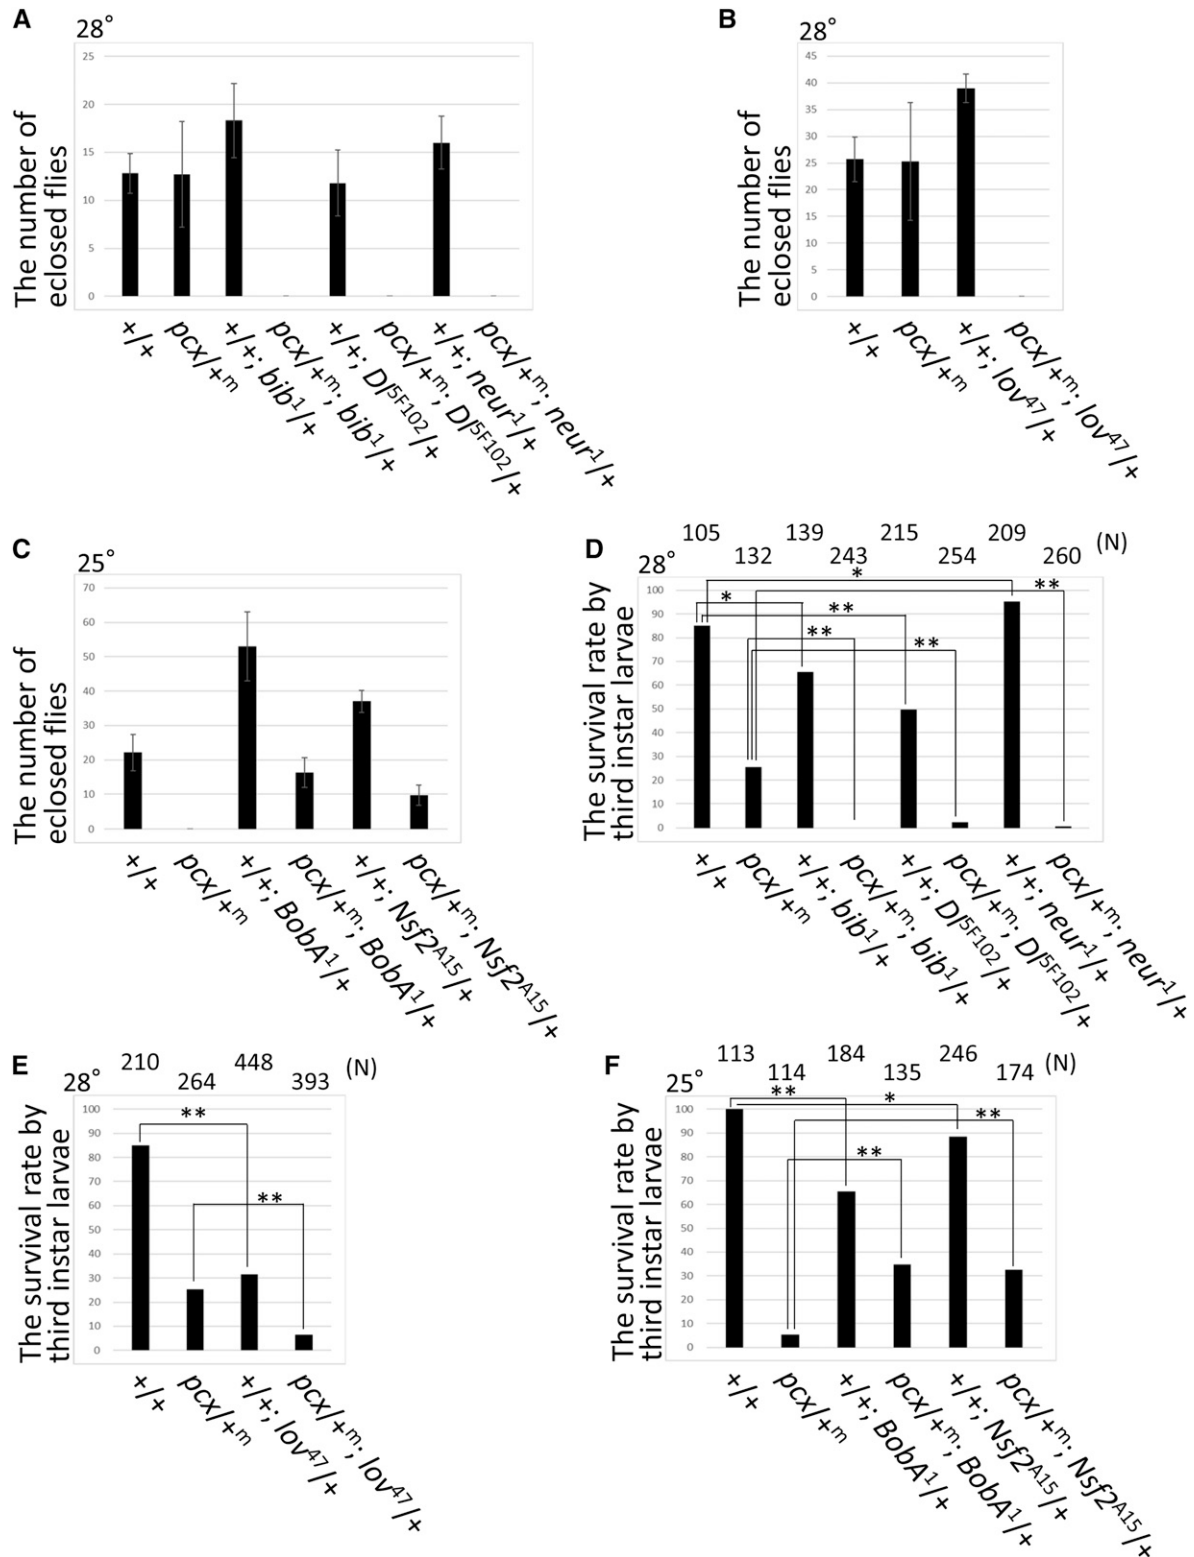 A
28°
The number of
eclosed flies
25
20
15
10
5
0
+/+
pcx/+ᵐ
+/+; bib¹/+
pcx/+ᵐ; bib¹/+
+/+; Dl⁵ᶠ¹⁰²/+
pcx/+ᵐ; Dl⁵ᶠ¹⁰²/+
+/+; neur¹/+
pcx/+ᵐ; neur¹/+
B
28°
The number of
eclosed flies
45
40
35
30
25
20
15
10
5
0
+/+
pcx/+ᵐ
+/+; lov⁴⁷/+
pcx/+ᵐ; lov⁴⁷/+
C
25°
The number of
eclosed flies
70
60
50
40
30
20
10
0
+/+
pcx/+ᵐ
+/+; BobA¹/+
pcx/+ᵐ; BobA¹/+
+/+; Nsf2ᴬ¹⁵/+
pcx/+ᵐ; Nsf2ᴬ¹⁵/+
D
105 139 215 209 (N)
132 243 254 260
28°
The survival rate by
third instar larvae
100
90
80
70
60
50
40
30
20
10
0
*
**
*
**
**
**
+/+
pcx/+ᵐ
+/+; bib¹/+
pcx/+ᵐ; bib¹/+
+/+; Dl⁵ᶠ¹⁰²/+
pcx/+ᵐ; Dl⁵ᶠ¹⁰²/+
+/+; neur¹/+
pcx/+ᵐ; neur¹/+
E
210 448 (N)
264 393
28°
The survival rate by
third instar larvae
100
90
80
70
60
50
40
30
20
10
0
**
**
+/+
pcx/+ᵐ
+/+; lov⁴⁷/+
pcx/+ᵐ; lov⁴⁷/+
F
113 184 246 (N)
114 135 174
25°
The survival rate by
third instar larvae
100
90
80
70
60
50
40
30
20
10
0
**
*
**
**
+/+
pcx/+ᵐ
+/+; BobA¹/+
pcx/+ᵐ; BobA¹/+
+/+; Nsf2ᴬ¹⁵/+
pcx/+ᵐ; Nsf2ᴬ¹⁵/+